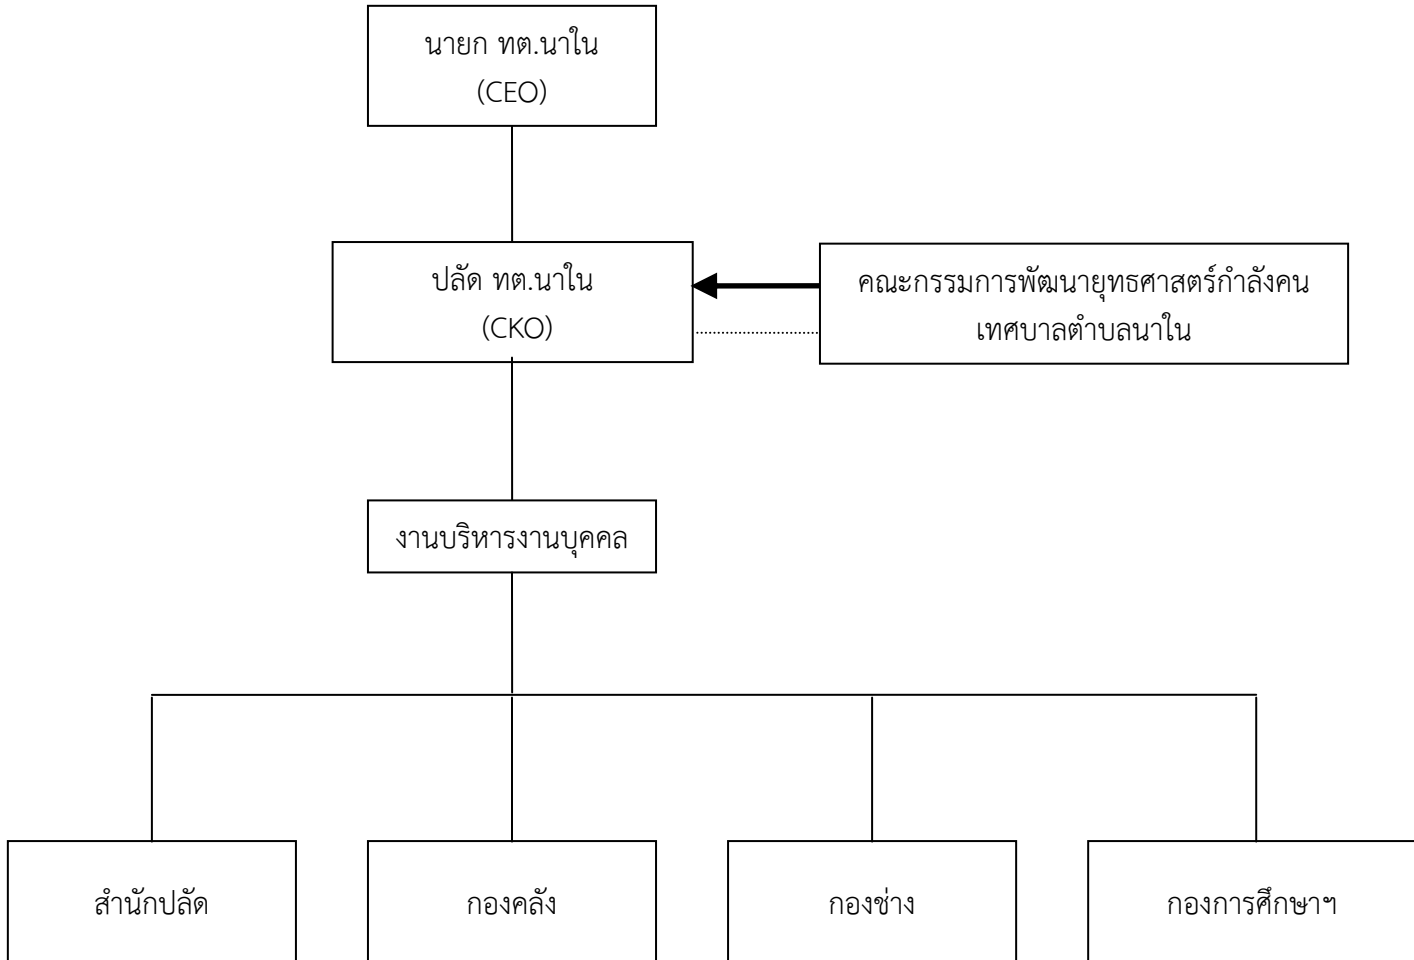 นายก ทต.นาใน
(CEO)
ปลัด ทต.นาใน
(CKO)
คณะกรรมการพัฒนายุทธศาสตร์กำลังคน
เทศบาลตำบลนาใน
งานบริหารงานบุคคล
สำนักปลัด
กองคลัง
กองช่าง
กองการศึกษาฯ